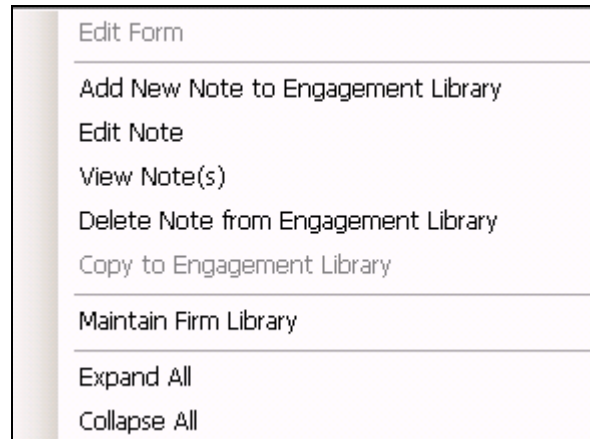 Edit Form
Add New Note to Engagement Library
Edit Note
View Note(s)
Delete Note from Engagement Library
Copy to Engagement Library
Maintain Firm Library
Expand All
Collapse All